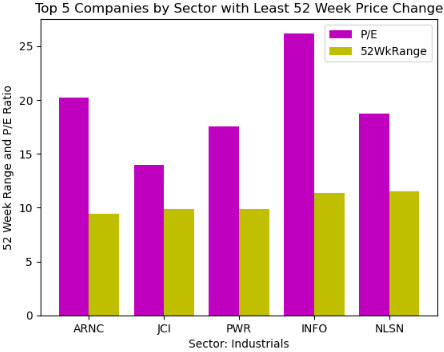 Top 5 Companies by Sector with Least 52 Week Price Change
P/E
52WkRange
52 Week Range and P/E Ratio
25
20
15
10
5
0
ARNC JCI PWR INFO NLSN
Sector: Industrials